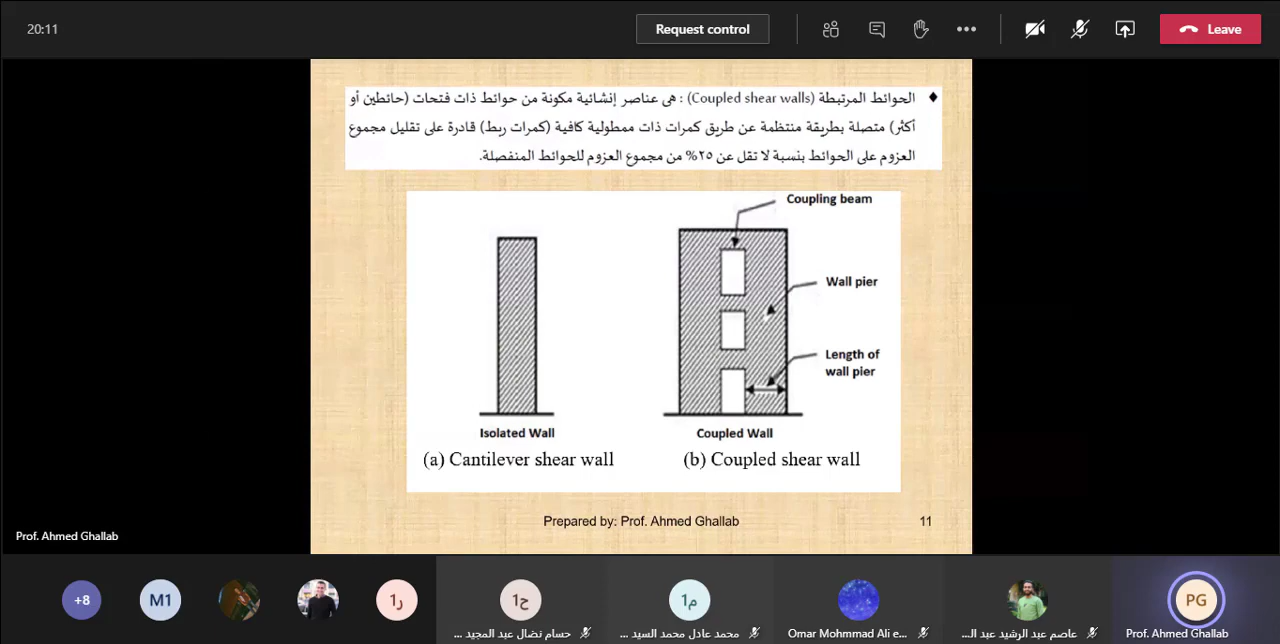 20:11
Request control
Leave
♦ الحوائط المرتبطة (Coupled shear walls) : هى عناصر إنشائية مكونة من حوائط ذات فتحات (حائطين أو
أكثر) متصلة بطريقة منتظمة عن طريق كمرات ذات ممطولية كافية (كمرات ربط) قادرة على تقليل مجموع
العزوم على الحوائط بنسبة لا تقل عن ٢٥% من مجموع العزوم للحوائط المنفصلة.
Coupling beam
Wall pier
Length of
wall pier
Isolated Wall
Coupled Wall
(a) Cantilever shear wall
(b) Coupled shear wall
Prepared by: Prof. Ahmed Ghallab
11
Prof. Ahmed Ghallab
+8
M1
ر1
ح1
م1
PG
حسام نضال عبد المجيد ...
محمد عادل محمد السيد ...
Omar Mohmmad Ali e...
عاصم عبد الرشيد عبد ال...
Prof. Ahmed Ghallab